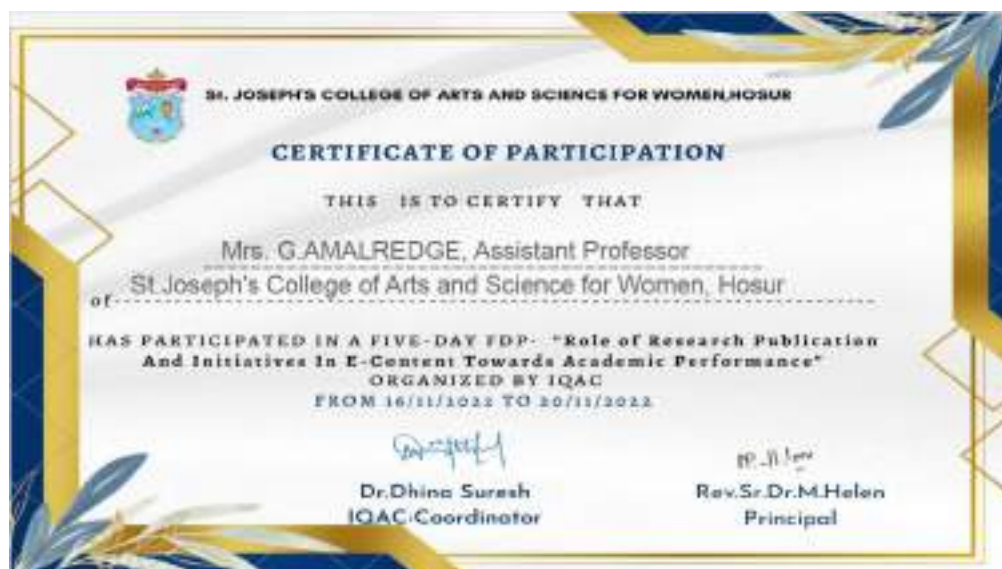 St. JOSEPH'S COLLEGE OF ARTS AND SCIENCE FOR WOMEN,HOSUR
CERTIFICATE OF PARTICIPATION
THIS IS TO CERTIFY THAT
Mrs. G.AMALREDGE, Assistant Professor
of St.Joseph's College of Arts and Science for Women, Hosur
HAS PARTICIPATED IN A FIVE-DAY FDP- "Role of Research Publication
And Initiatives In E-Content Towards Academic Performance"
ORGANIZED BY IQAC
FROM 16/11/2022 TO 20/11/2022
Dr.Dhina Suresh
IQAC-Coordinator
Rev.Sr.Dr.M.Helen
Principal